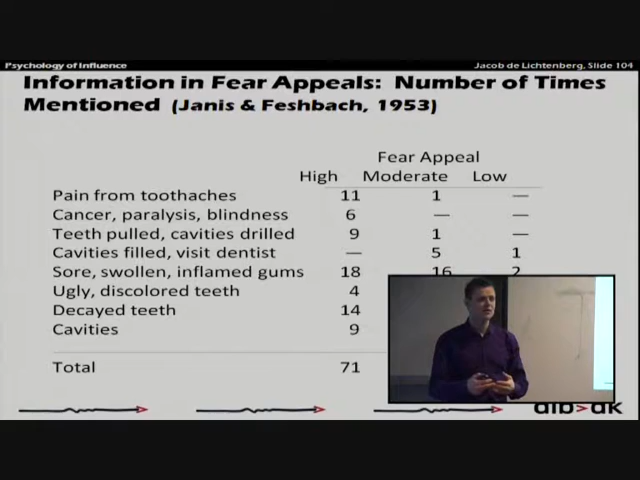 Psychology of Influence
Jacob de Lichtenberg, Slide 104
Information in Fear Appeals: Number of Times
Mentioned (Janis & Feshbach, 1953)
Fear Appeal
High Moderate Low
Pain from toothaches 11 1 —
Cancer, paralysis, blindness 6 — —
Teeth pulled, cavities drilled 9 1 —
Cavities filled, visit dentist — 5 1
Sore, swollen, inflamed gums 18 16 2
Ugly, discolored teeth 4
Decayed teeth 14
Cavities 9
Total 71